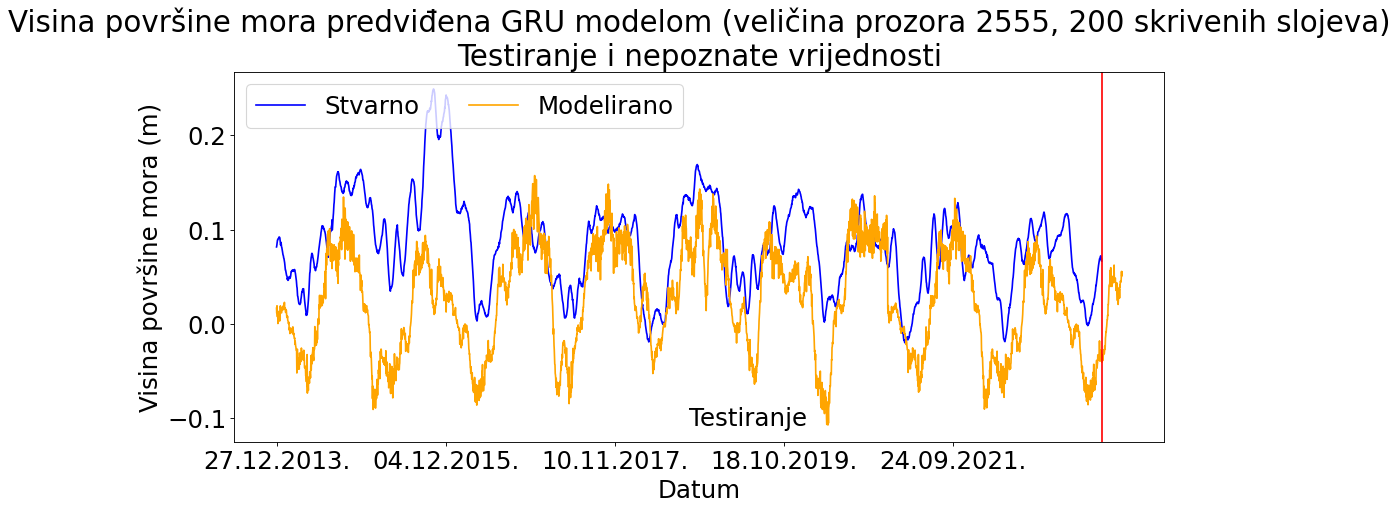 Visina površine mora predviđena GRU modelom (veličina prozora 2555, 200 skrivenih slojeva)
Testiranje i nepoznate vrijednosti
Stvarno Modelirano
Visina površine mora (m)
0.2
0.1
0.0
−0.1
Testiranje
27.12.2013. 04.12.2015. 10.11.2017. 18.10.2019. 24.09.2021.
Datum